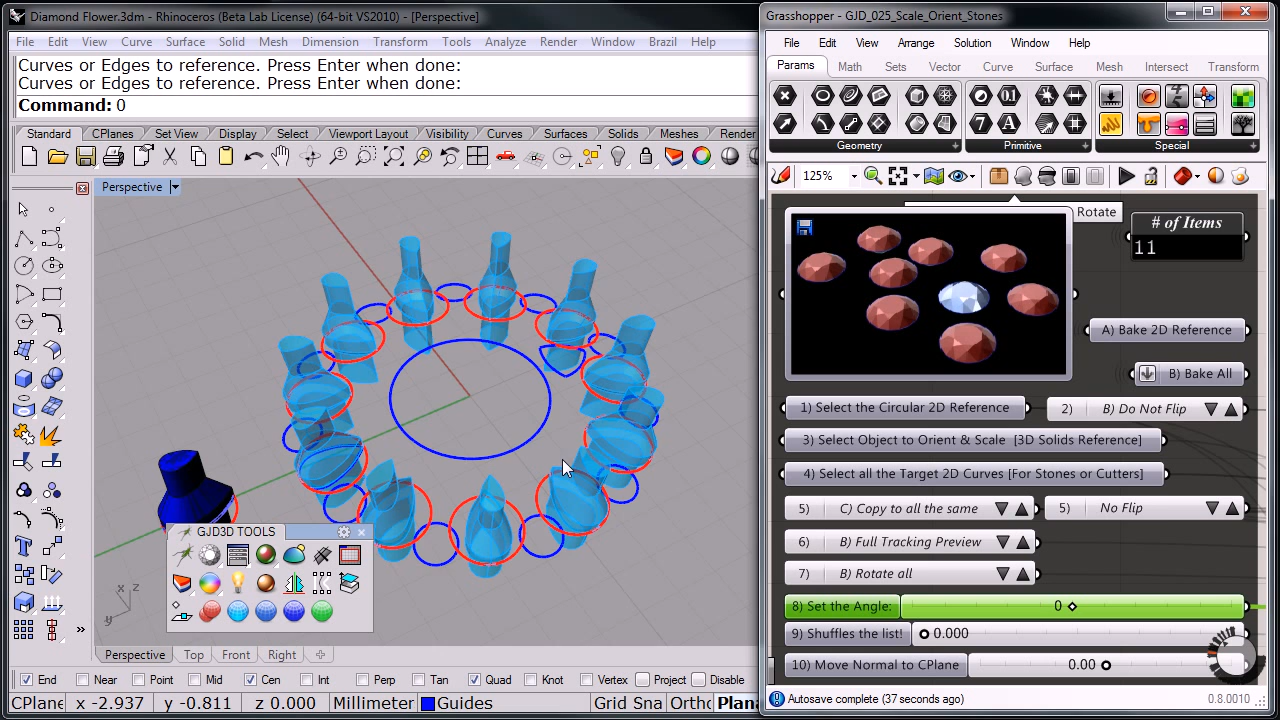 Diamond Flower.3dm - Rhinoceros (Beta Lab License) (64-bit VS2010) - [Perspective]
File Edit View Curve Surface Solid Mesh Dimension Transform Tools Analyze Render Window Brazil Help
Curves or Edges to reference. Press Enter when done:
Curves or Edges to reference. Press Enter when done:
Command: 0
Standard CPlanes Set View Display Select Viewport Layout Visibility Curves Surfaces Solids Meshes Render
Perspective
x z
y
GJD3D TOOLS
Perspective Top Front Right
End Near Point Mid Cen Int Perp Tan Quad Knot Vertex Project Disable
CPlane x -2.937 y -0.811 z 0.000 Millimeter Guides Grid Sna Ortho Plana
Grasshopper - GJD_025_Scale_Orient_Stones
File Edit View Arrange Solution Window Help
Params Math Sets Vector Curve Surface Mesh Intersect Transform
0.1
7 A
Geometry Primitive Special
125%
Rotate
# of Items
11
A) Bake 2D Reference
B) Bake All
1) Select the Circular 2D Reference
2) B) Do Not Flip
3) Select Object to Orient & Scale [3D Solids Reference]
4) Select all the Target 2D Curves [For Stones or Cutters]
5) C) Copy to all the same
5) No Flip
6) B) Full Tracking Preview
7) B) Rotate all
8) Set the Angle: 0
9) Shuffles the list! 0.000
10) Move Normal to CPlane 0.00
Autosave complete (37 seconds ago) 0.8.0010